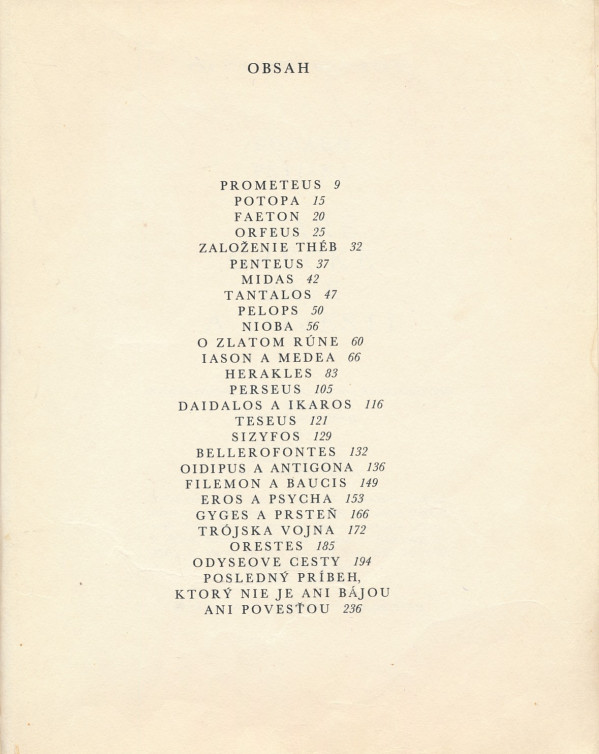 OBSAH
PROMETEUS 9
POTOPA 15
FAETON 20
ORFEUS 25
ZALOŽENIE THÉB 32
PENTEUS 37
MIDAS 42
TANTALOS 47
PELOPS 50
NIOBA 56
O ZLATOM RÚNE 60
IASON A MEDEA 66
HERAKLES 83
PERSEUS 105
DAIDALOS A IKAROS 116
TESEUS 121
SIZYFOS 129
BELLEROFONTES 132
OIDIPUS A ANTIGONA 136
FILEMON A BAUCIS 149
EROS A PSYCHA 153
GYGES A PRSTEŇ 166
TRÓJSKA VOJNA 172
ORESTES 185
ODYSEOVE CESTY 194
POSLEDNÝ PRÍBEH,
KTORÝ NIE JE ANI BÁJOU
ANI POVESŤOU 236